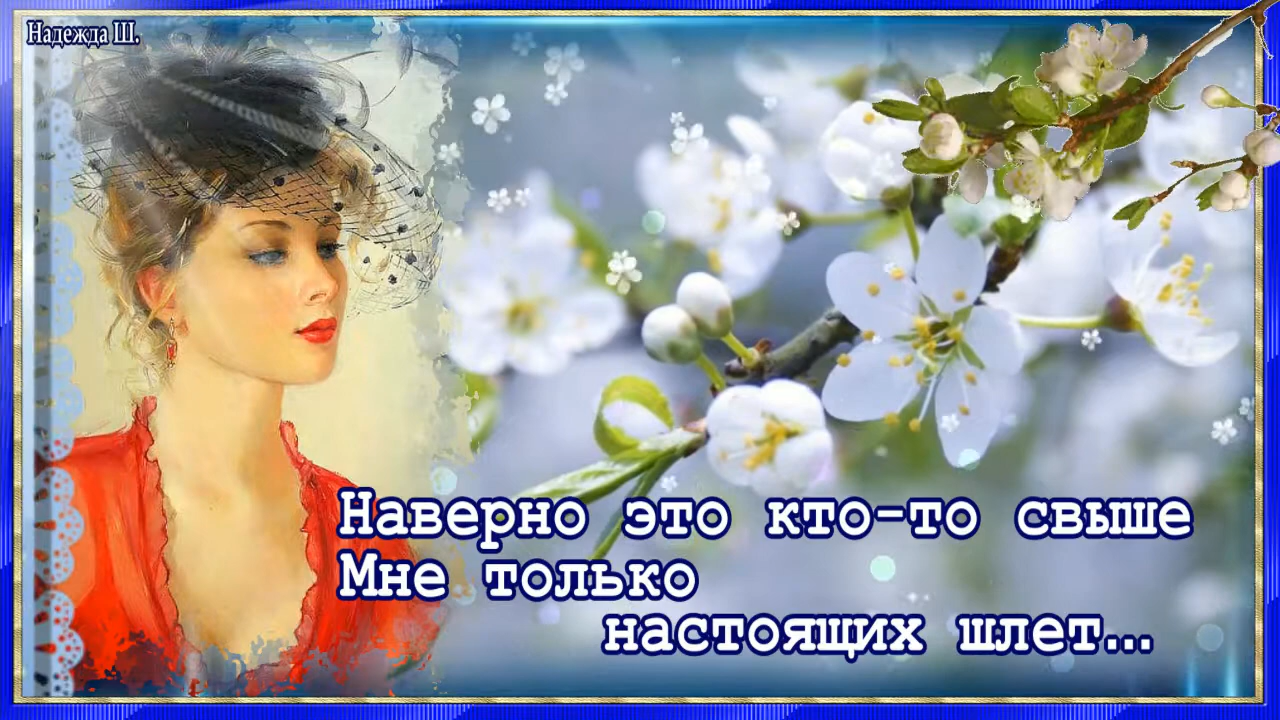 Надежда Ш.
Наверно это кто-то свыше
Мне только
настоящих шлет...